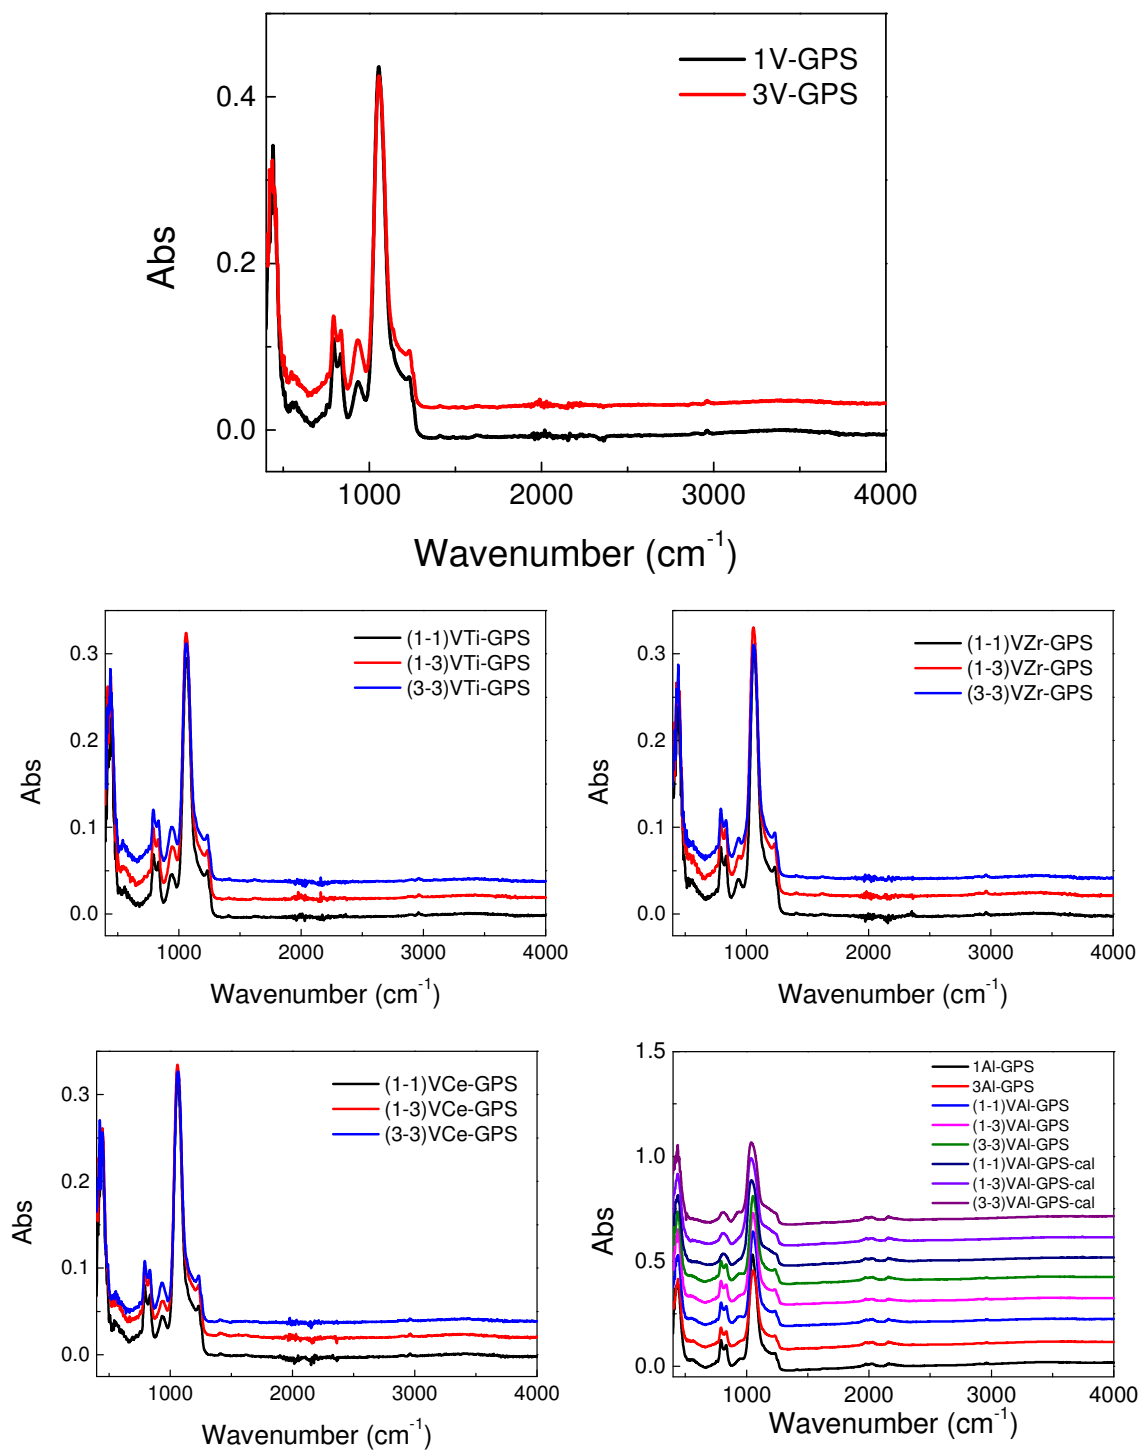 1V-GPS
3V-GPS
0.4
0.2
0.0
Abs
1000 2000 3000 4000
Wavenumber (cm-1)
(1-1)VTi-GPS
(1-3)VTi-GPS
(3-3)VTi-GPS
0.3
0.2
0.1
0.0
Abs
1000 2000 3000 4000
Wavenumber (cm-1)
(1-1)VZr-GPS
(1-3)VZr-GPS
(3-3)VZr-GPS
0.3
0.2
0.1
0.0
Abs
1000 2000 3000 4000
Wavenumber (cm-1)
(1-1)VCe-GPS
(1-3)VCe-GPS
(3-3)VCe-GPS
0.3
0.2
0.1
0.0
Abs
1000 2000 3000 4000
Wavenumber (cm-1)
1Al-GPS
3Al-GPS
(1-1)VAl-GPS
(1-3)VAl-GPS
(3-3)VAl-GPS
(1-1)VAl-GPS-cal
(1-3)VAl-GPS-cal
(3-3)VAl-GPS-cal
1.5
1.0
0.5
0.0
Abs
1000 2000 3000 4000
Wavenumber (cm-1)